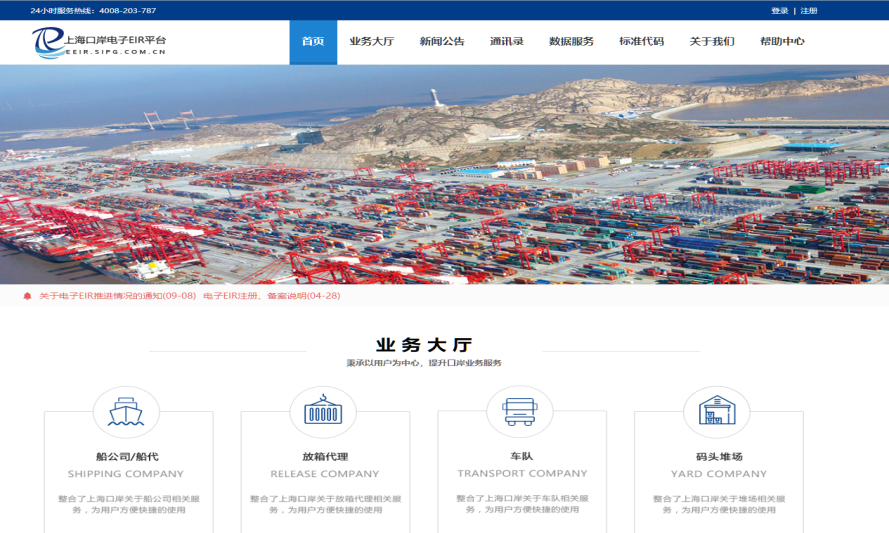 24小时服务热线：4008-203-787
登录 | 注册
上海口岸电子EIR平台
EEIR.SIPG.COM.CN
首页 业务大厅 新闻公告 通讯录 数据服务 标准代码 关于我们 帮助中心
关于电子EIR推进情况的通知(09-08) 电子EIR注册、备案说明(04-28)
业务大厅
秉承以用户为中心，提升口岸业务服务
船公司/船代
SHIPPING COMPANY
整合了上海口岸关于船公司相关服
务，为用户方便快捷的使用
放箱代理
RELEASE COMPANY
整合了上海口岸关于放箱代理相关服
务，为用户方便快捷的使用
车队
TRANSPORT COMPANY
整合了上海口岸关于车队相关服
务，为用户方便快捷的使用
码头堆场
YARD COMPANY
整合了上海口岸关于堆场相关服
务，为用户方便快捷的使用